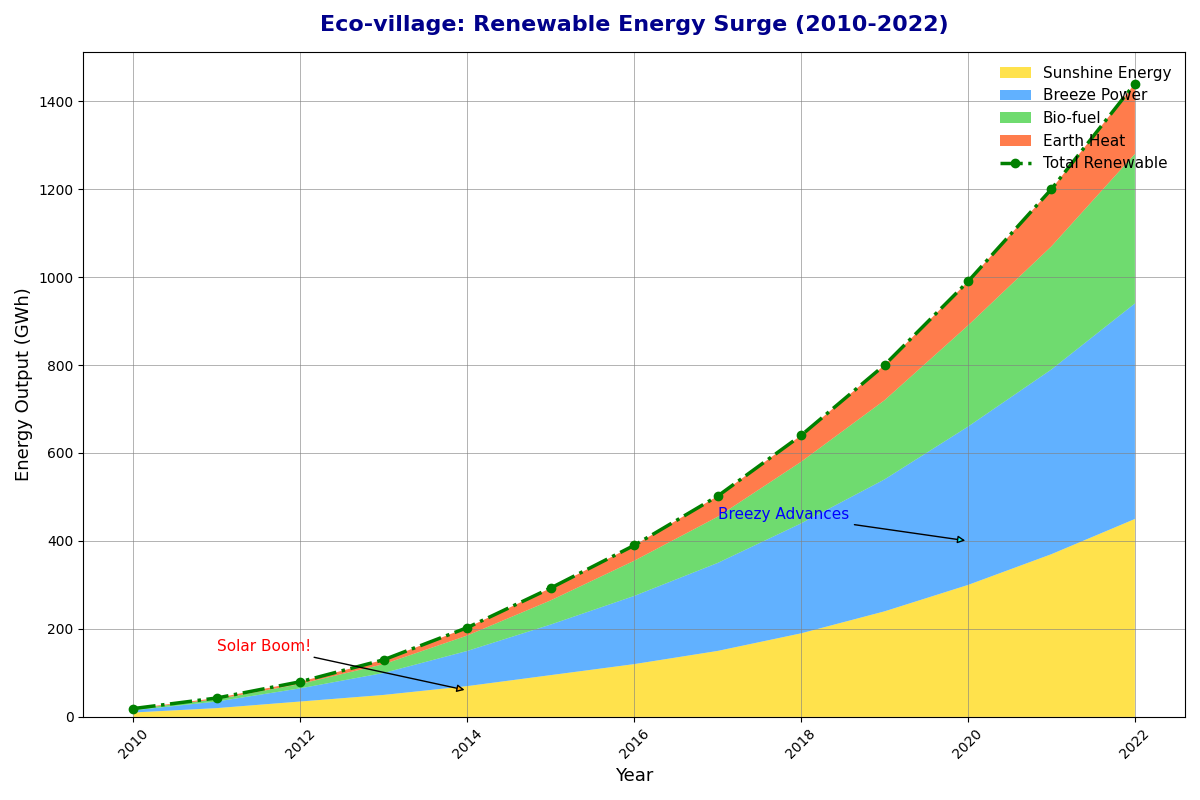 Eco-village: Renewable Energy Surge (2010-2022)
Energy Output (GWh)
1400
1200
1000
800
600
400
200
0
Sunshine Energy
Breeze Power
Bio-fuel
Earth Heat
Total Renewable
Breezy Advances
Solar Boom!
2010
2012
2014
2016
2018
2020
2022
Year